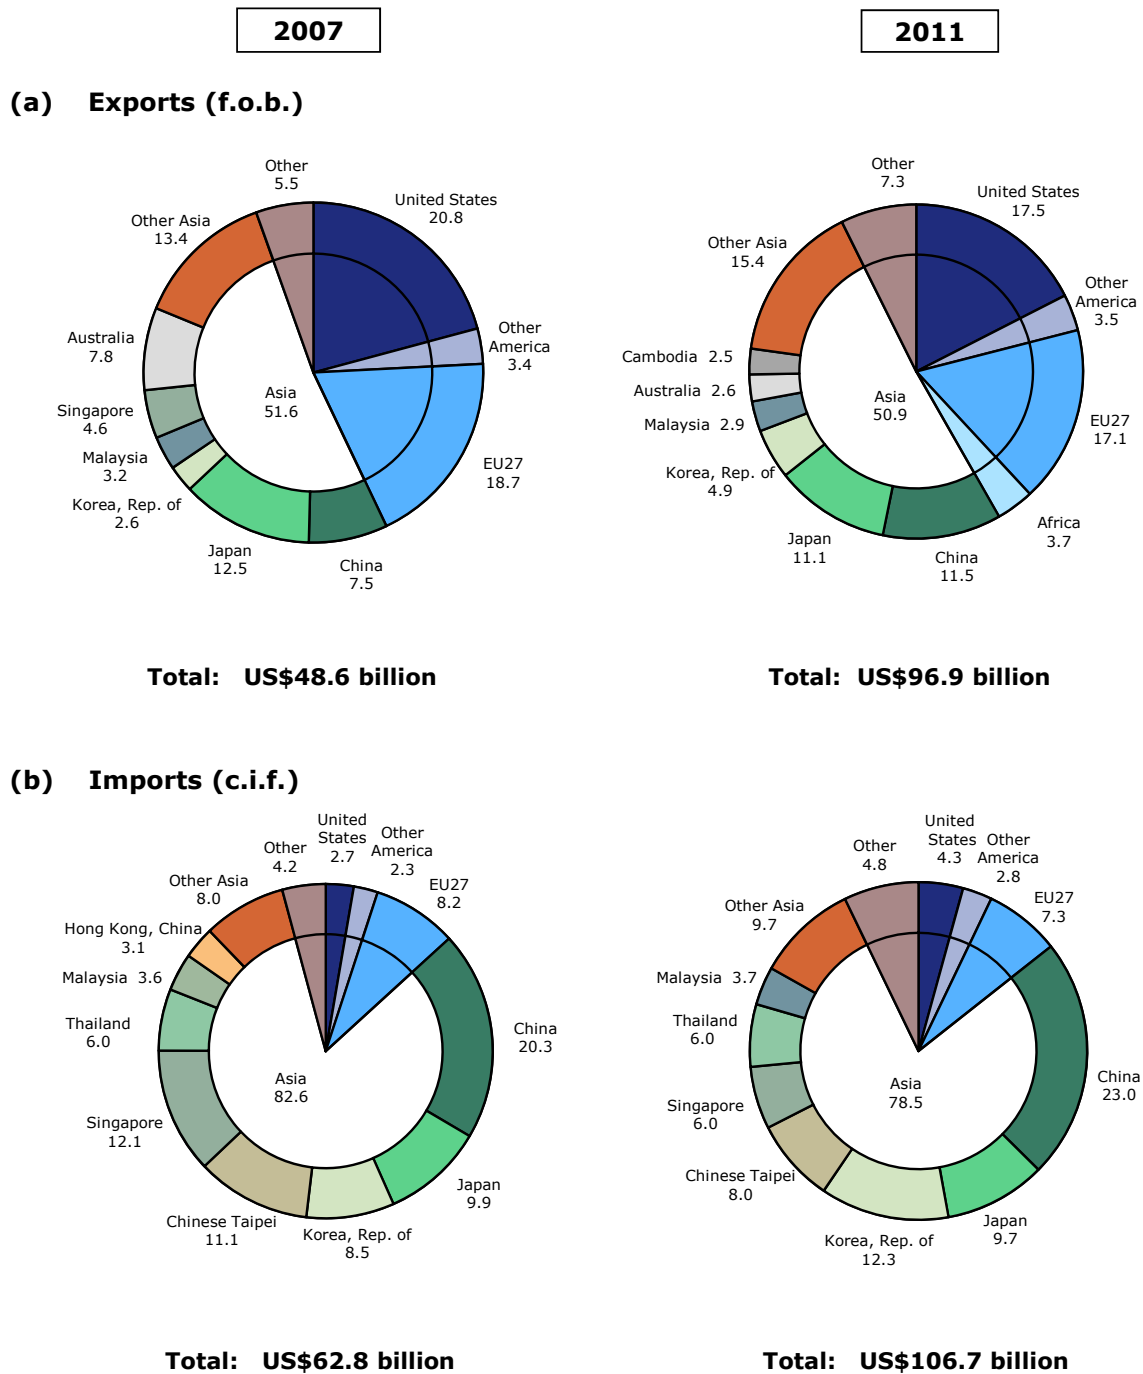 2007
2011
(a) Exports (f.o.b.)
Other
5.5
United States
20.8
Other
America
3.4
EU27
18.7
China
7.5
Japan
12.5
Korea, Rep. of
2.6
Malaysia
3.2
Singapore
4.6
Australia
7.8
Other Asia
13.4
Asia
51.6
Total: US$48.6 billion
Other
7.3
United States
17.5
Other
America
3.5
EU27
17.1
Africa
3.7
China
11.5
Japan
11.1
Korea, Rep. of
4.9
Malaysia 2.9
Australia 2.6
Cambodia 2.5
Other Asia
15.4
Asia
50.9
Total: US$96.9 billion
(b) Imports (c.i.f.)
Other
4.2
United
States
2.7
Other
America
2.3
EU27
8.2
China
20.3
Japan
9.9
Korea, Rep. of
8.5
Chinese Taipei
11.1
Singapore
12.1
Thailand
6.0
Malaysia 3.6
Hong Kong, China
3.1
Other Asia
8.0
Asia
82.6
Total: US$62.8 billion
Other
4.8
United
States
4.3
Other
America
2.8
EU27
7.3
China
23.0
Japan
9.7
Korea, Rep. of
12.3
Chinese Taipei
8.0
Singapore
6.0
Thailand
6.0
Malaysia 3.7
Other Asia
9.7
Asia
78.5
Total: US$106.7 billion